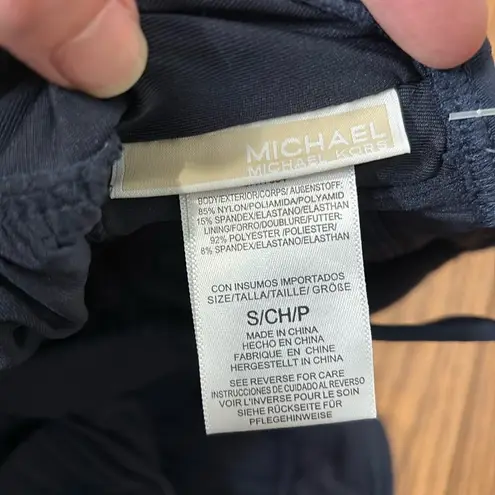 MICHAEL
MICHAEL KORS
BODY/EXTERIOR/CORPS/AUßENSTOFF:
85% NYLON/POLIAMIDA/POLYAMID
15% SPANDEX/ELASTANO/ELASTHAN
LINING/FORRO/DOUBLURE/FUTTER:
92% POLYESTER /POLIESTER/
8% SPANDEX/ELASTANO/ELASTHAN
CON INSUMOS IMPORTADOS
SIZE/TALLA/TAILLE/ GRÖßE
S/CH/P
MADE IN CHINA
HECHO EN CHINA
FABRIQUE EN CHINE
HERGESTELLT IN CHINA
SEE REVERSE FOR CARE
INSTRUCCIONES DE CUIDADO AL REVERSO
VOIR L'INVERSE POUR LE SOIN
SIEHE RÜCKSEITE FÜR
PFLEGEHINWEISE